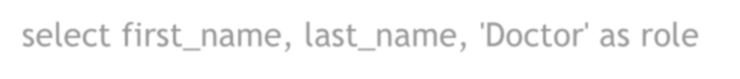 select first_name, last_name, 'Doctor' as role